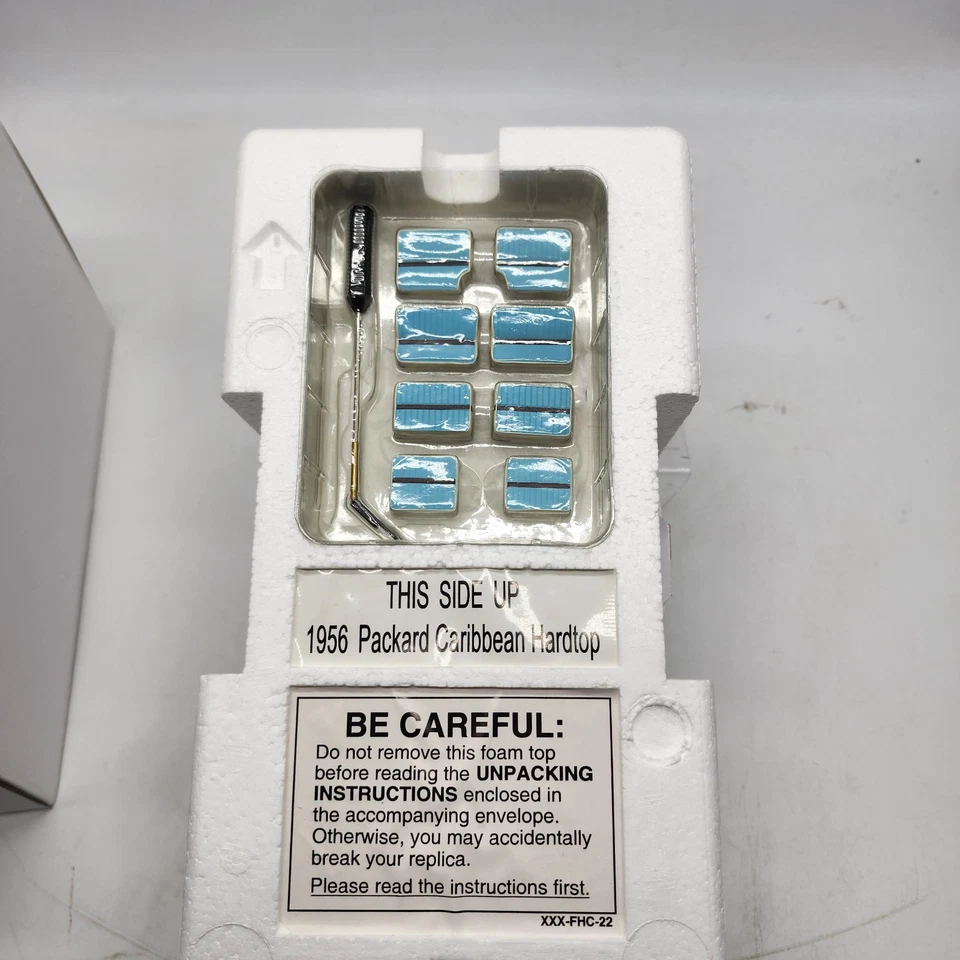 THIS SIDE UP
1956 Packard Caribbean Hardtop
BE CAREFUL:
Do not remove this foam top
before reading the UNPACKING
INSTRUCTIONS enclosed in
the accompanying envelope.
Otherwise, you may accidentally
break your replica.
Please read the instructions first.
XXX-FHC-22